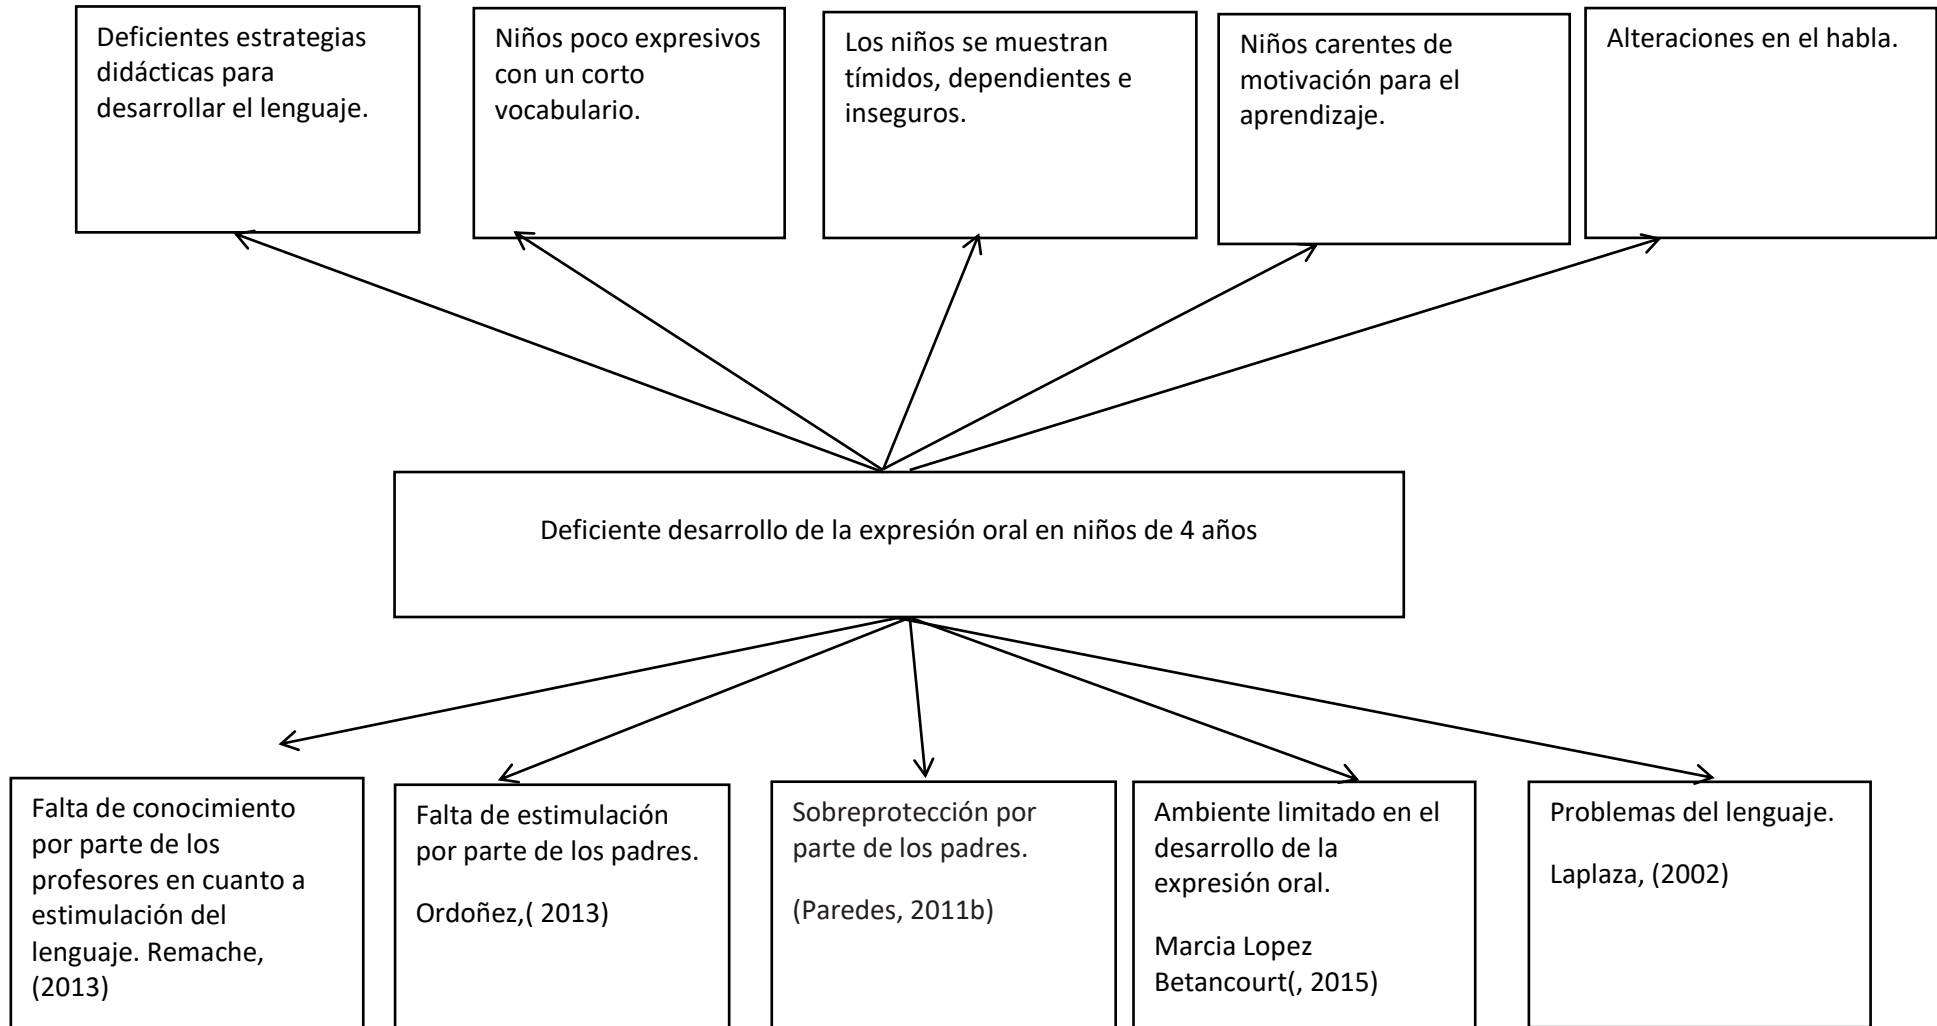 Deficientes estrategias
didácticas para
desarrollar el lenguaje.
Niños poco expresivos
con un corto
vocabulario.
Los niños se muestran
tímidos, dependientes e
inseguros.
Niños carentes de
motivación para el
aprendizaje.
Alteraciones en el habla.
Deficiente desarrollo de la expresión oral en niños de 4 años
Falta de conocimiento
por parte de los
profesores en cuanto a
estimulación del
lenguaje. Remache,
(2013)
Falta de estimulación
por parte de los padres.
Ordoñez,( 2013)
Sobreprotección por
parte de los padres.
(Paredes, 2011b)
Ambiente limitado en el
desarrollo de la
expresión oral.
Marcia Lopez
Betancourt(, 2015)
Problemas del lenguaje.
Laplaza, (2002)